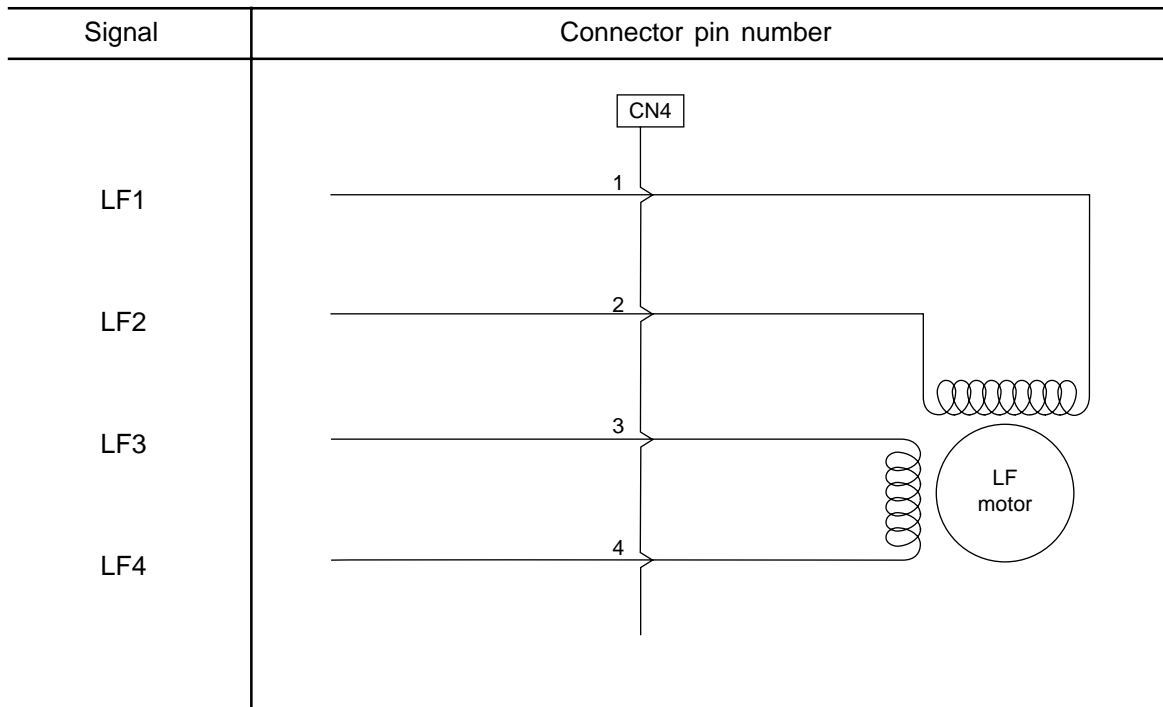 Signal
Connector pin number
CN4
LF1
1
LF2
2
LF3
3
LF
motor
LF4
4